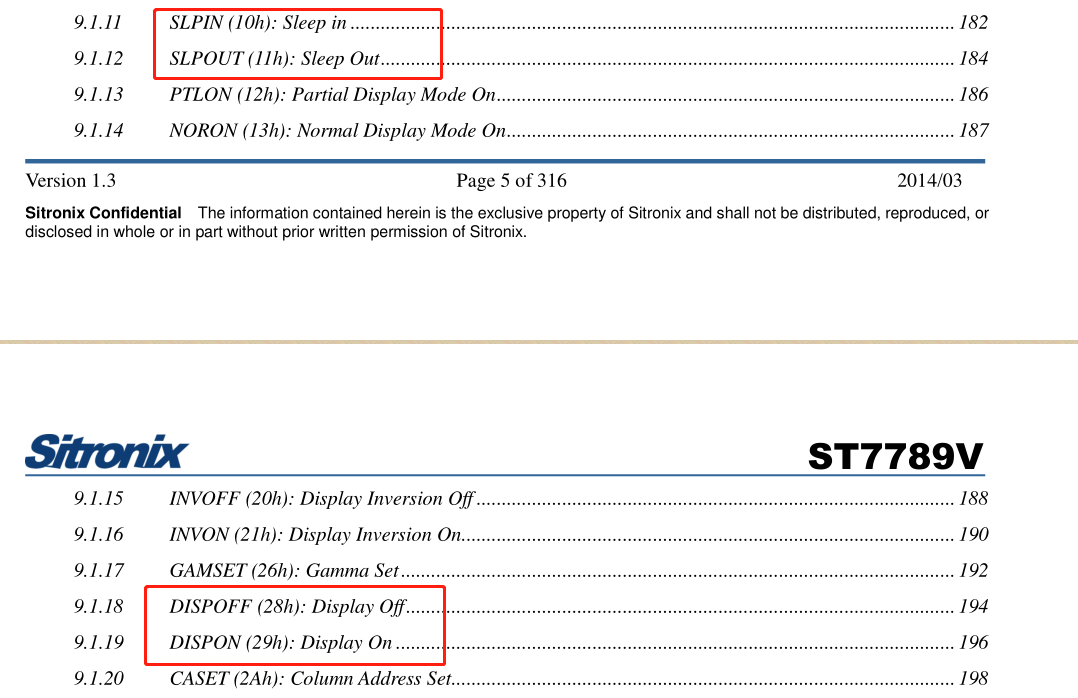 9.1.11 SLPIN (10h): Sleep in ................................................ 182
9.1.12 SLPOUT (11h): Sleep Out................................................ 184
9.1.13 PTLON (12h): Partial Display Mode On................................................ 186
9.1.14 NORON (13h): Normal Display Mode On................................................ 187
Version 1.3 Page 5 of 316 2014/03
Sitronix Confidential The information contained herein is the exclusive property of Sitronix and shall not be distributed, reproduced, or
disclosed in whole or in part without prior written permission of Sitronix.
Sitronix ST7789V
9.1.15 INVOFF (20h): Display Inversion Off ................................................ 188
9.1.16 INVON (21h): Display Inversion On................................................ 190
9.1.17 GAMSET (26h): Gamma Set................................................ 192
9.1.18 DISPOFF (28h): Display Off................................................ 194
9.1.19 DISPON (29h): Display On ................................................ 196
9.1.20 CASET (2Ah): Column Address Set................................................ 198